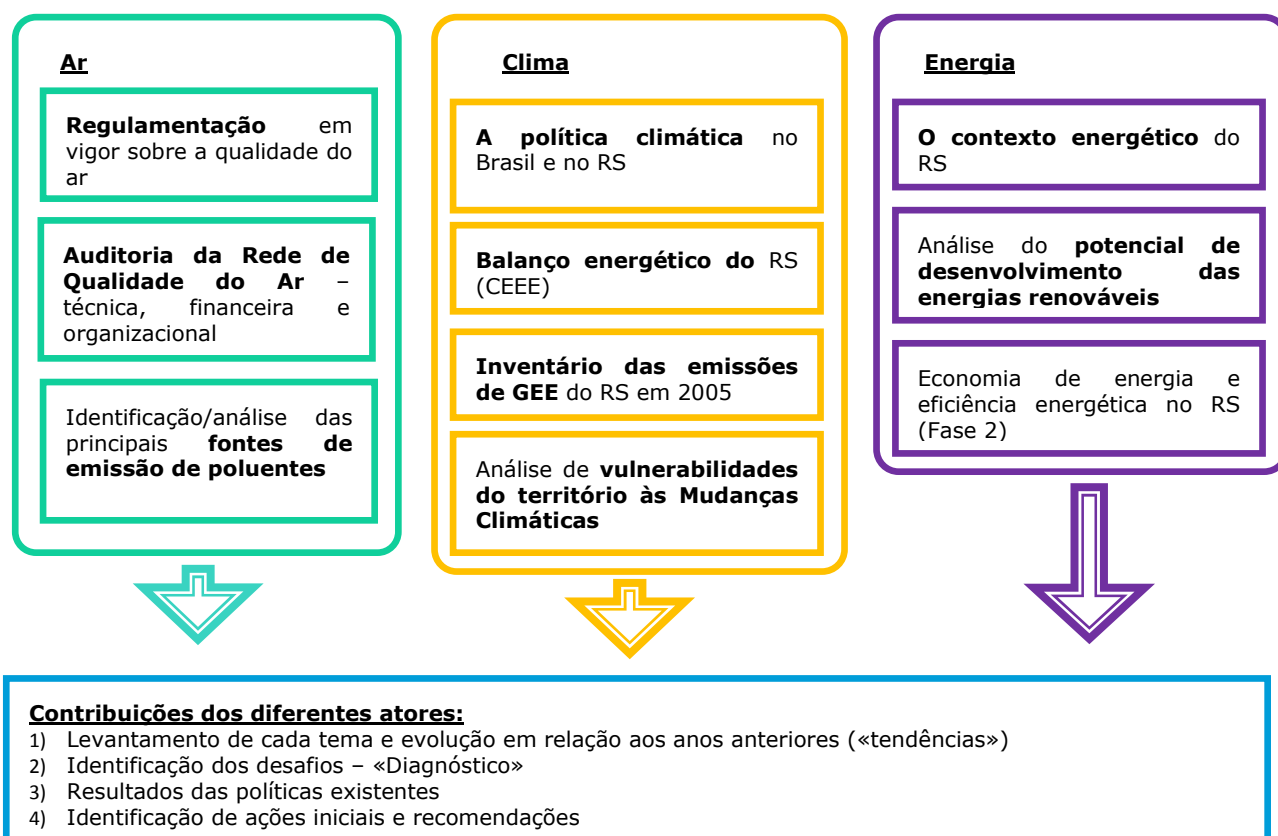 Ar
Regulamentação em
vigor sobre a qualidade do
ar
Auditoria da Rede de
Qualidade do Ar –
técnica, financeira e
organizacional
Identificação/análise das
principais fontes de
emissão de poluentes
Clima
A política climática no
Brasil e no RS
Balanço energético do RS
(CEEE)
Inventário das emissões
de GEE do RS em 2005
Análise de vulnerabilidades
do território às Mudanças
Climáticas
Energia
O contexto energético do
RS
Análise do potencial de
desenvolvimento das
energias renováveis
Economia de energia e
eficiência energética no RS
(Fase 2)
Contribuições dos diferentes atores:
1) Levantamento de cada tema e evolução em relação aos anos anteriores («tendências»)
2) Identificação dos desafios – «Diagnóstico»
3) Resultados das políticas existentes
4) Identificação de ações iniciais e recomendações